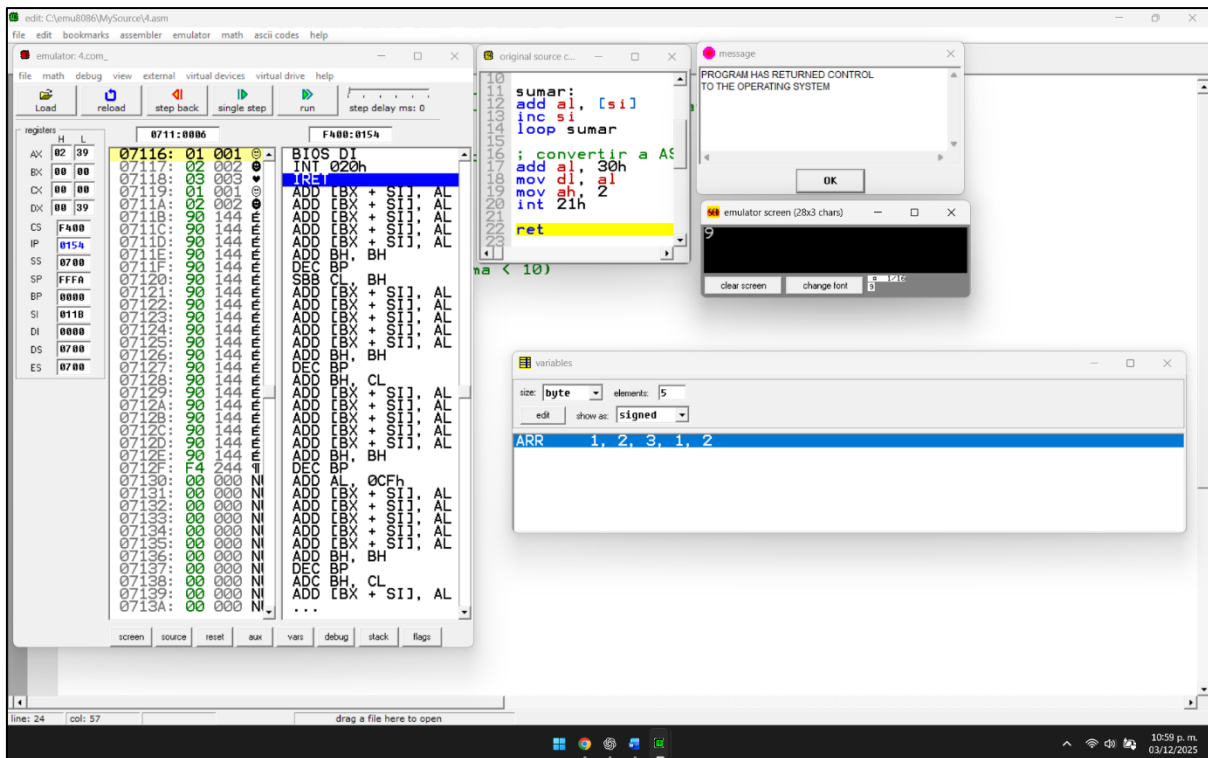 edit: C:\emu8086\MySource\4.asm
file edit bookmarks assembler emulator math ascii codes help
emulator: 4.com_
file math debug view external virtual devices virtual drive help
Load reload step back single step run step delay ms: 0
registers
H L
AX 02 39
BX 00 00
CX 00 00
DX 00 39
CS F400
IP 0154
SS 0700
SP FFFA
BP 0000
SI 011B
DI 0000
DS 0700
ES 0700
0711:0006 F400:0154
07116: 01 001 ☺
07117: 02 002 ☻
07118: 03 003 ♥
07119: 01 001 ☺
0711A: 02 002 ☻
0711B: 90 144 É
0711C: 90 144 É
0711D: 90 144 É
0711E: 90 144 É
0711F: 90 144 É
07120: 90 144 É
07121: 90 144 É
07122: 90 144 É
07123: 90 144 É
07124: 90 144 É
07125: 90 144 É
07126: 90 144 É
07127: 90 144 É
07128: 90 144 É
07129: 90 144 É
0712A: 90 144 É
0712B: 90 144 É
0712C: 90 144 É
0712D: 90 144 É
0712E: 90 144 É
0712F: F4 244 ¶
07130: 00 000 NU
07131: 00 000 NU
07132: 00 000 NU
07133: 00 000 NU
07134: 00 000 NU
07135: 00 000 NU
07136: 00 000 NU
07137: 00 000 NU
07138: 00 000 NU
07139: 00 000 NU
0713A: 00 000 NU
BIOS DI
INT 020h
IRET
ADD [BX + SI], AL
ADD [BX + SI], AL
ADD [BX + SI], AL
ADD [BX + SI], AL
ADD [BX + SI], AL
ADD BH, BH
DEC BP
SBB CL, BH
ADD [BX + SI], AL
ADD [BX + SI], AL
ADD [BX + SI], AL
ADD [BX + SI], AL
ADD [BX + SI], AL
ADD BH, BH
DEC BP
ADD BH, CL
ADD [BX + SI], AL
ADD [BX + SI], AL
ADD [BX + SI], AL
ADD [BX + SI], AL
ADD [BX + SI], AL
ADD BH, BH
DEC BP
ADD AL, 0CFh
ADD [BX + SI], AL
ADD [BX + SI], AL
ADD [BX + SI], AL
ADD [BX + SI], AL
ADD [BX + SI], AL
ADD BH, BH
DEC BP
ADC BH, CL
ADD [BX + SI], AL
...
screen source reset aux vars debug stack flags
original source c...
10
11 sumar:
12 add al, [si]
13 inc si
14 loop sumar
15
16 ; convertir a AS
17 add al, 30h
18 mov dl, al
19 mov ah, 2
20 int 21h
21
22 ret
23
ma < 10)
message
PROGRAM HAS RETURNED CONTROL
TO THE OPERATING SYSTEM
OK
emulator screen (28x3 chars)
9
clear screen change font 1/16
9
variables
size: byte elements: 5
edit show as: signed
ARR 1, 2, 3, 1, 2
line: 24 col: 57 drag a file here to open
10:59 p. m.
03/12/2025